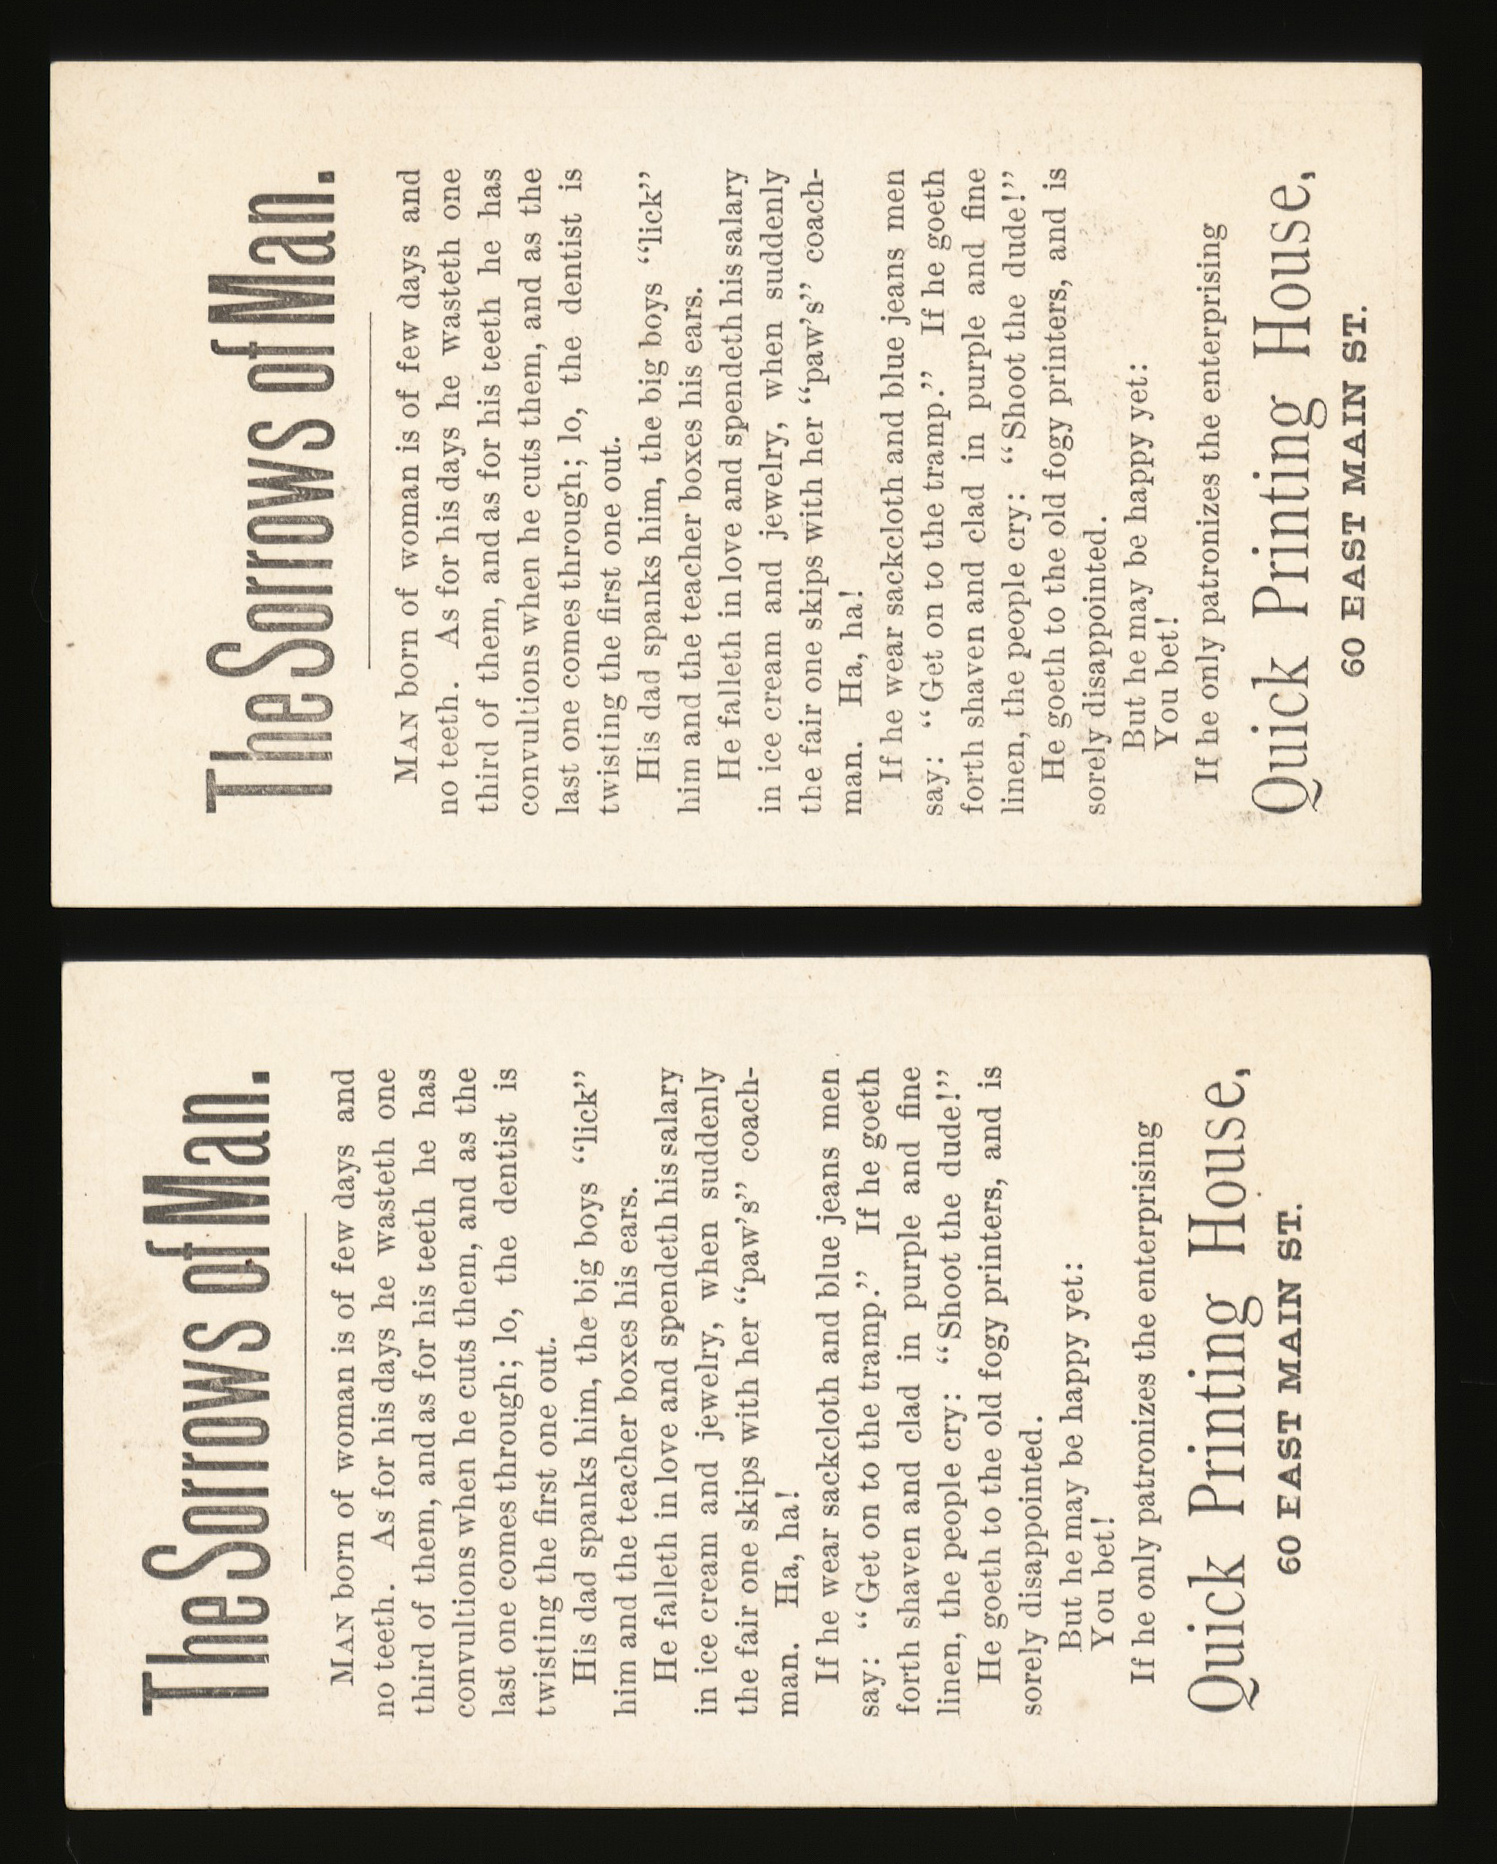 The Sorrows of Man.
MAN born of woman is of few days and
no teeth. As for his days he wasteth one
third of them, and as for his teeth he has
convultions when he cuts them, and as the
last one comes through; lo, the dentist is
twisting the first one out.
His dad spanks him, the big boys "lick"
him and the teacher boxes his ears.
He falleth in love and spendeth his salary
in ice cream and jewelry, when suddenly
the fair one skips with her "paw's" coach-
man. Ha, ha!
If he wear sackcloth and blue jeans men
say: "Get on to the tramp." If he goeth
forth shaven and clad in purple and fine
linen, the people cry: "Shoot the dude!"
He goeth to the old fogy printers, and is
sorely disappointed.
But he may be happy yet:
You bet!
If he only patronizes the enterprising
Quick Printing House,
60 EAST MAIN ST.
The Sorrows of Man.
MAN born of woman is of few days and
no teeth. As for his days he wasteth one
third of them, and as for his teeth he has
convultions when he cuts them, and as the
last one comes through; lo, the dentist is
twisting the first one out.
His dad spanks him, the big boys "lick"
him and the teacher boxes his ears.
He falleth in love and spendeth his salary
in ice cream and jewelry, when suddenly
the fair one skips with her "paw's" coach-
man. Ha, ha!
If he wear sackcloth and blue jeans men
say: "Get on to the tramp." If he goeth
forth shaven and clad in purple and fine
linen, the people cry: "Shoot the dude!"
He goeth to the old fogy printers, and is
sorely disappointed.
But he may be happy yet:
You bet!
If he only patronizes the enterprising
Quick Printing House,
60 EAST MAIN ST.